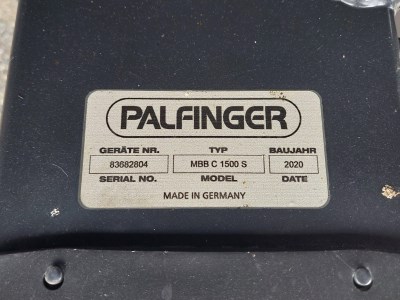 PALFINGER
GERÄTE NR. TYP BAUJAHR
83682804 MBB C 1500 S 2020
SERIAL NO. MODEL DATE
MADE IN GERMANY